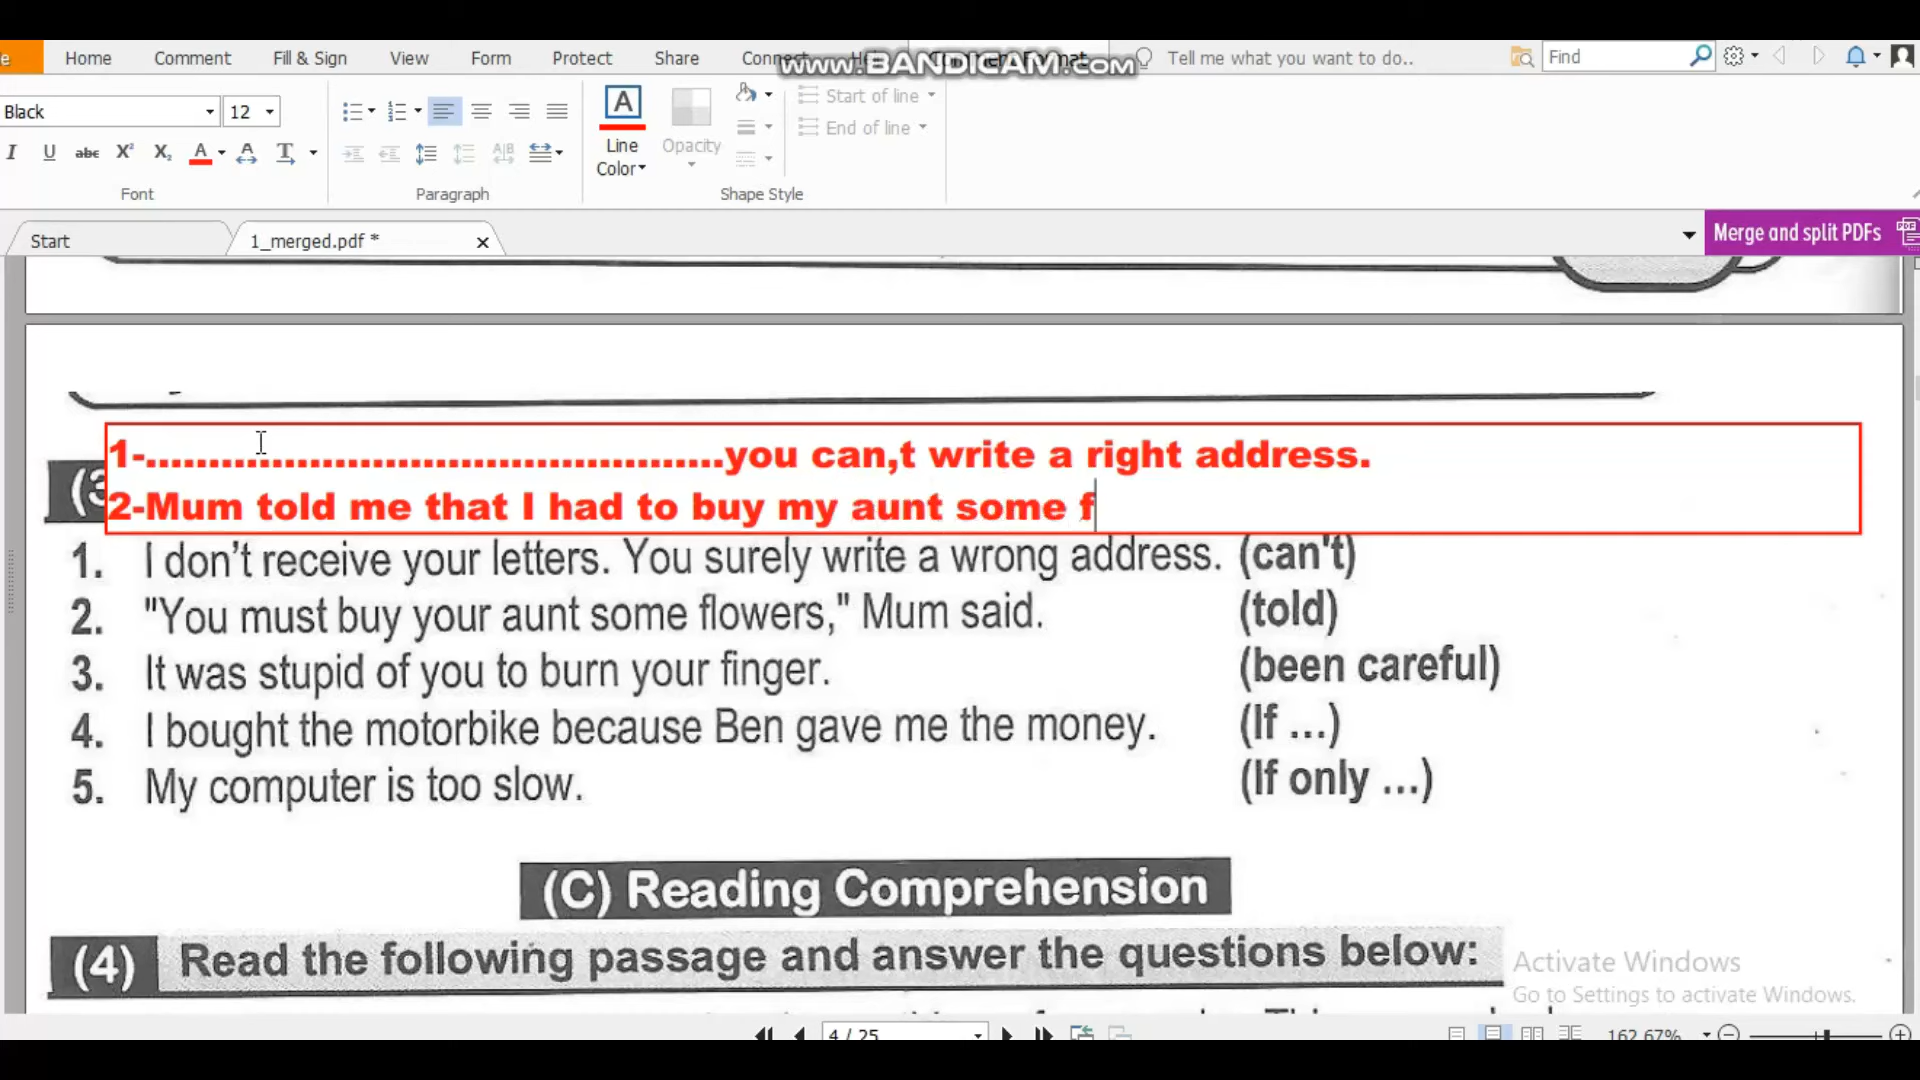 www.BANDICAM.com
Home Comment Fill & Sign View Form Protect Share Tell me what you want to do.. Find
Black 12 Start of line
End of line
Line Color Opacity
Font Paragraph Shape Style
Start 1_merged.pdf * Merge and split PDFs
1-..............................................you can,t write a right address.
2-Mum told me that I had to buy my aunt some f
(3
1. I don't receive your letters. You surely write a wrong address. (can't)
2. "You must buy your aunt some flowers," Mum said. (told)
3. It was stupid of you to burn your finger. (been careful)
4. I bought the motorbike because Ben gave me the money. (If ...)
5. My computer is too slow. (If only ...)
(C) Reading Comprehension
(4) Read the following passage and answer the questions below:
Activate Windows
Go to Settings to activate Windows.
4 / 25 162.67%